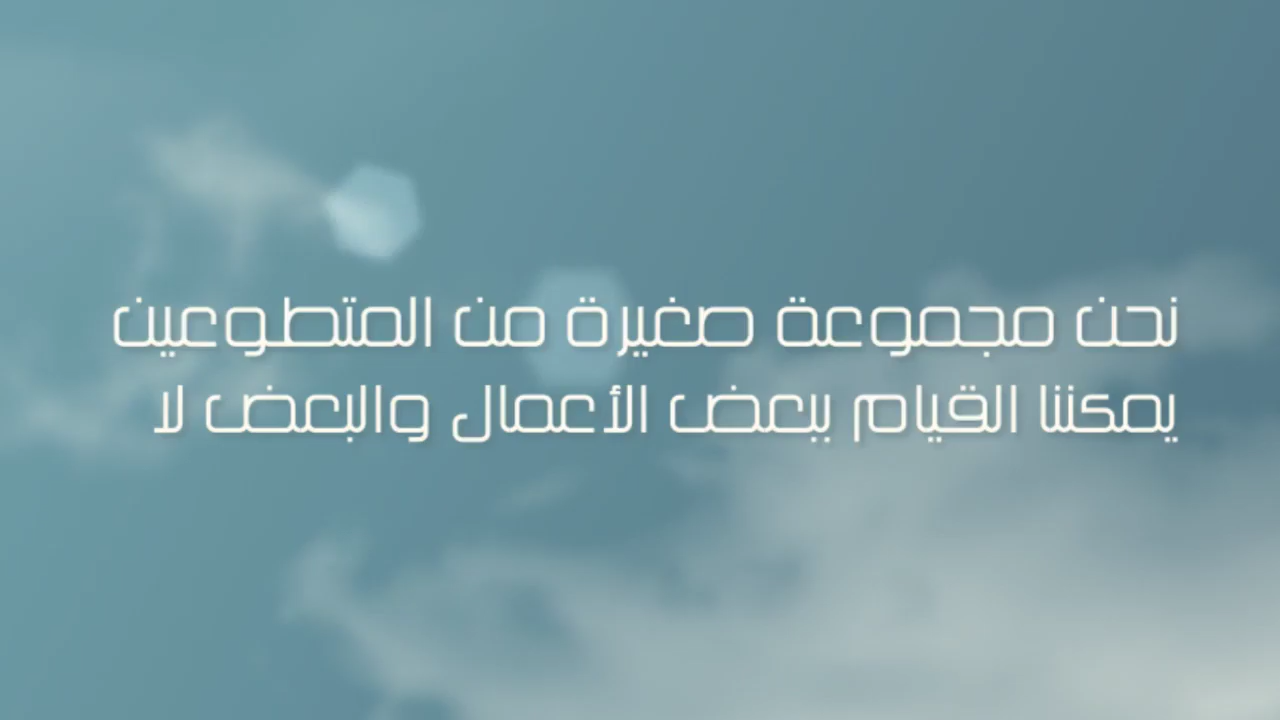 نحن مجموعة صغيرة من المتطوعين
يمكننا القيام ببعض الأعمال والبعض لا